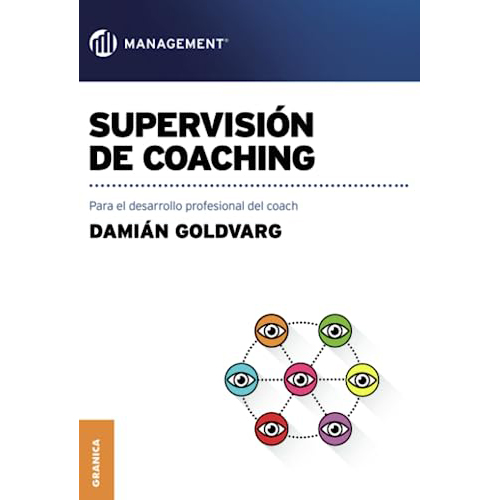 MANAGEMENT®
SUPERVISIÓN
DE COACHING
Para el desarrollo profesional del coach
DAMIÁN GOLDVARG
GRANICA